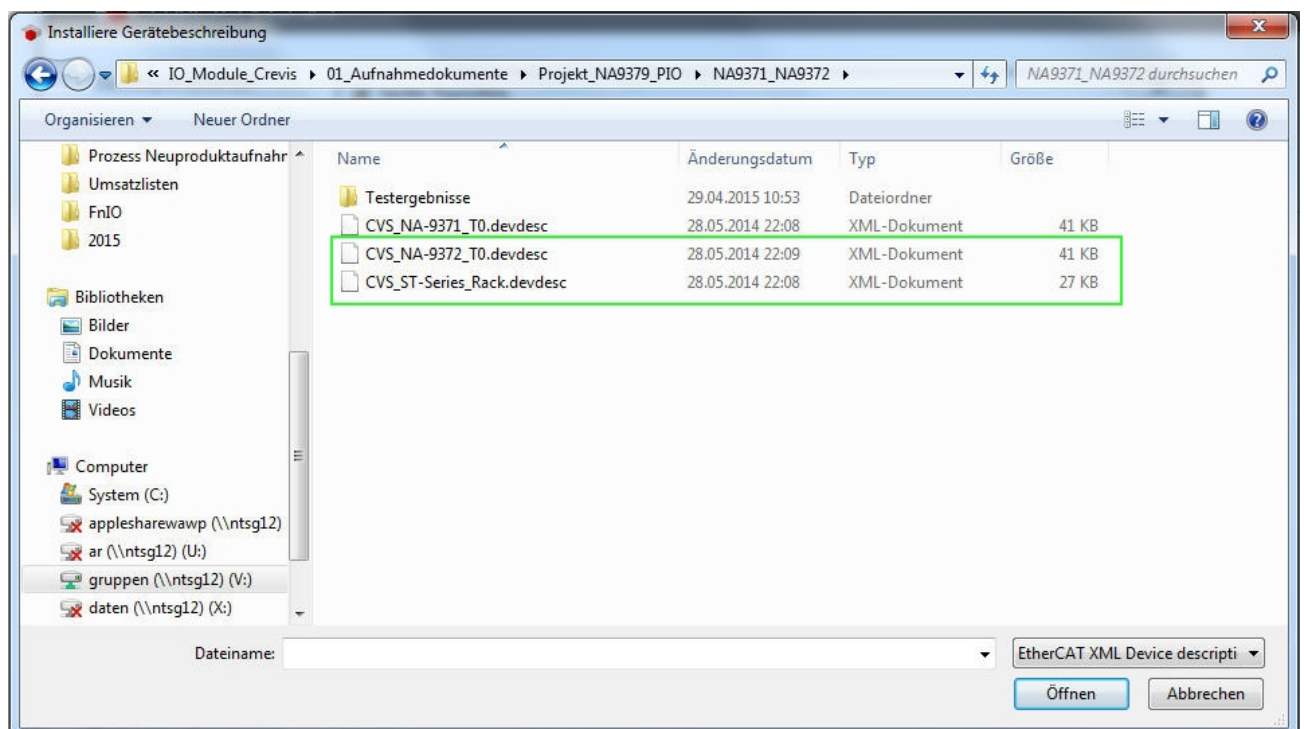 Installiere Gerätebeschreibung
« IO_Module_Crevis ▸ 01_Aufnahmedokumente ▸ Projekt_NA9379_PIO ▸ NA9371_NA9372 ▸
NA9371_NA9372 durchsuchen
Organisieren
Neuer Ordner
Prozess Neuproduktaufnahr
Umsatzlisten
FnIO
2015
Bibliotheken
Bilder
Dokumente
Musik
Videos
Computer
System (C:)
applesharewawp (\\ntsg12)
ar (\\ntsg12) (U:)
gruppen (\\ntsg12) (V:)
daten (\\ntsg12) (X:)
Name Änderungsdatum Typ Größe
Testergebnisse 29.04.2015 10:53 Dateiordner
CVS_NA-9371_T0.devdesc 28.05.2014 22:08 XML-Dokument 41 KB
CVS_NA-9372_T0.devdesc 28.05.2014 22:09 XML-Dokument 41 KB
CVS_ST-Series_Rack.devdesc 28.05.2014 22:08 XML-Dokument 27 KB
Dateiname:
EtherCAT XML Device descripti
Öffnen
Abbrechen